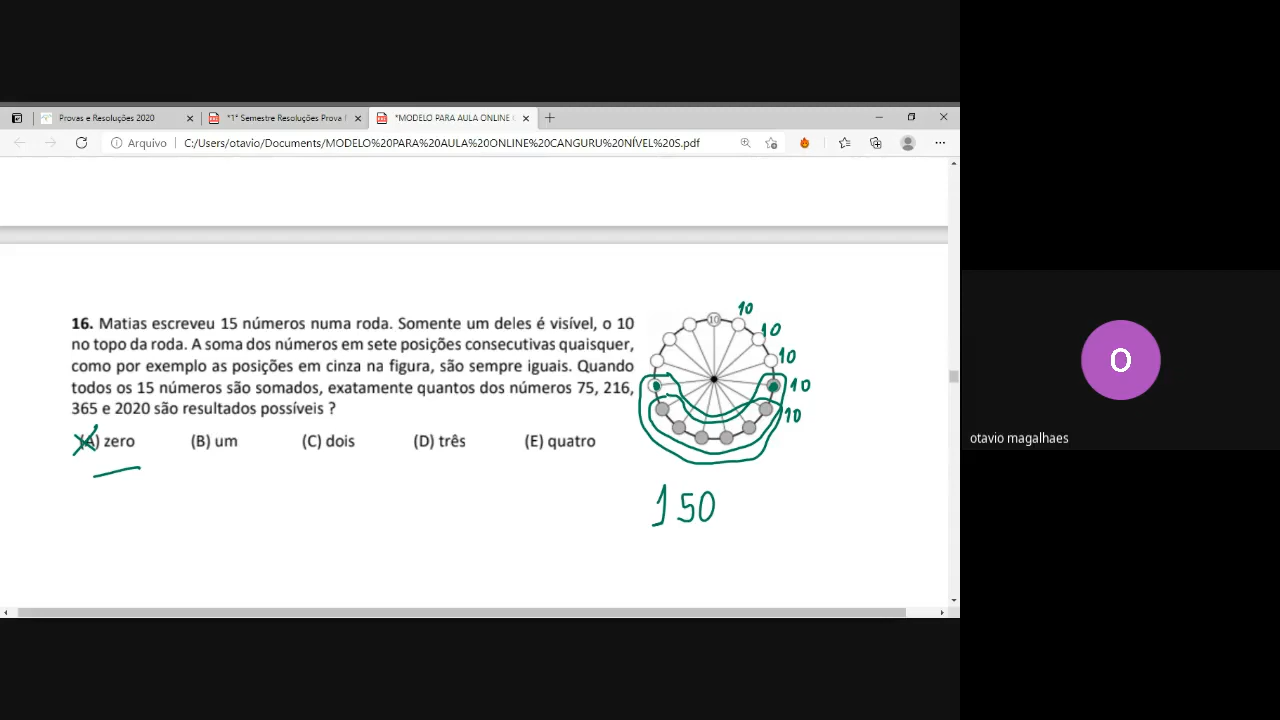 Provas e Resoluções 2020
*1° Semestre Resoluções Prova
*MODELO PARA AULA ONLINE
Arquivo
C:/Users/otavio/Documents/MODELO%20PARA%20AULA%20ONLINE%20CANGURU%20NÍVEL%20S.pdf
16. Matias escreveu 15 números numa roda. Somente um deles é visível, o 10
no topo da roda. A soma dos números em sete posições consecutivas quaisquer,
como por exemplo as posições em cinza na figura, são sempre iguais. Quando
todos os 15 números são somados, exatamente quantos dos números 75, 216,
365 e 2020 são resultados possíveis ?
(A) zero (B) um (C) dois (D) três (E) quatro
10
10
10
10
10
10
150
O
otavio magalhaes